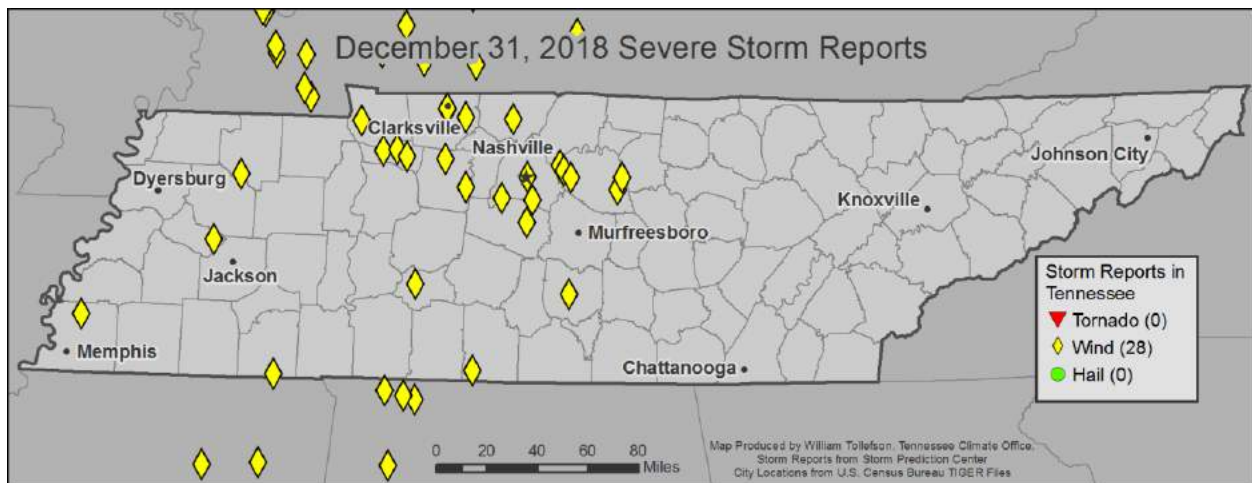 December 31, 2018 Severe Storm Reports
Clarksville
Nashville
Johnson City
Dyersburg
Knoxville
Murfreesboro
Jackson
Storm Reports in
Tennessee
Tornado (0)
Wind (28)
Hail (0)
Memphis
Chattanooga
0 10 20 40 60 80
Miles
Map Produced by William Tollefson, Tennessee Climate Office,
Storm Reports from Storm Prediction Center
City Locations from U.S. Census Bureau TIGER Files